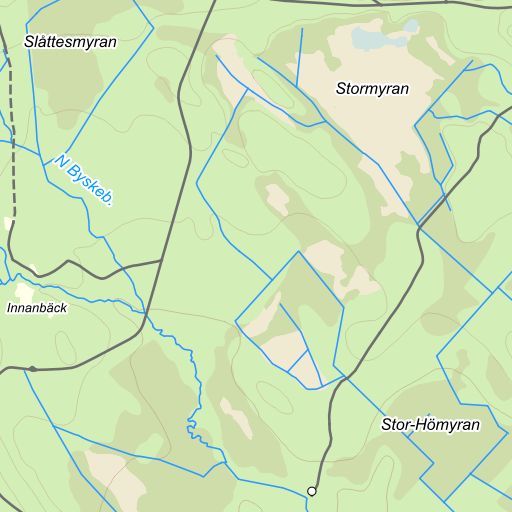 Slåttesmyran
Stormyran
N Byskeb.
Innanbäck
Stor-Hömyran